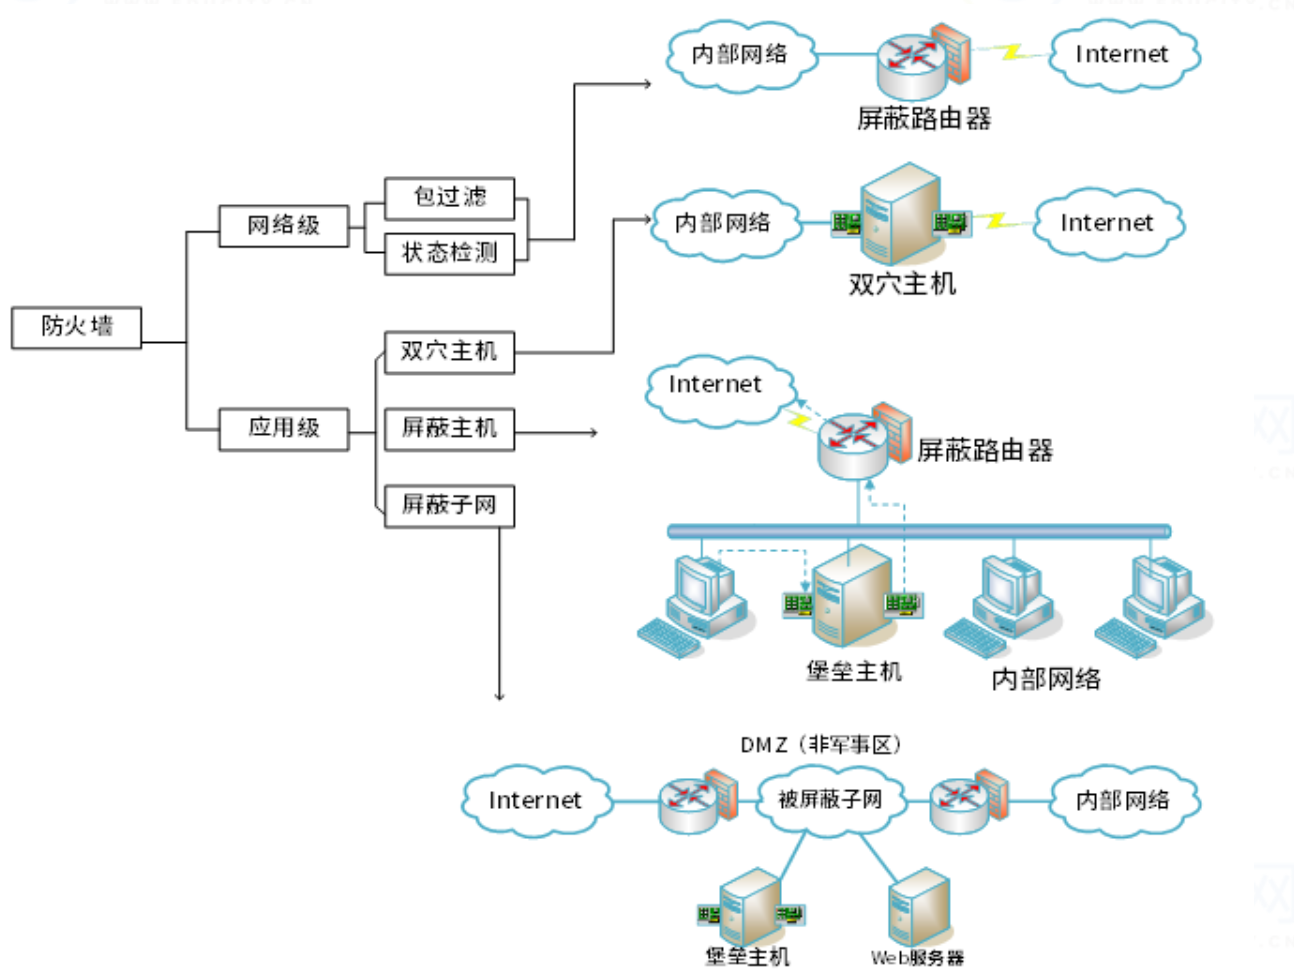 内部网络
Internet
屏蔽路由器
包过滤
网络级
状态检测
内部网络
Internet
双穴主机
防火墙
双穴主机
应用级
屏蔽主机
屏蔽子网
Internet
屏蔽路由器
堡垒主机
内部网络
DMZ（非军事区）
Internet
被屏蔽子网
内部网络
堡垒主机
Web服务器